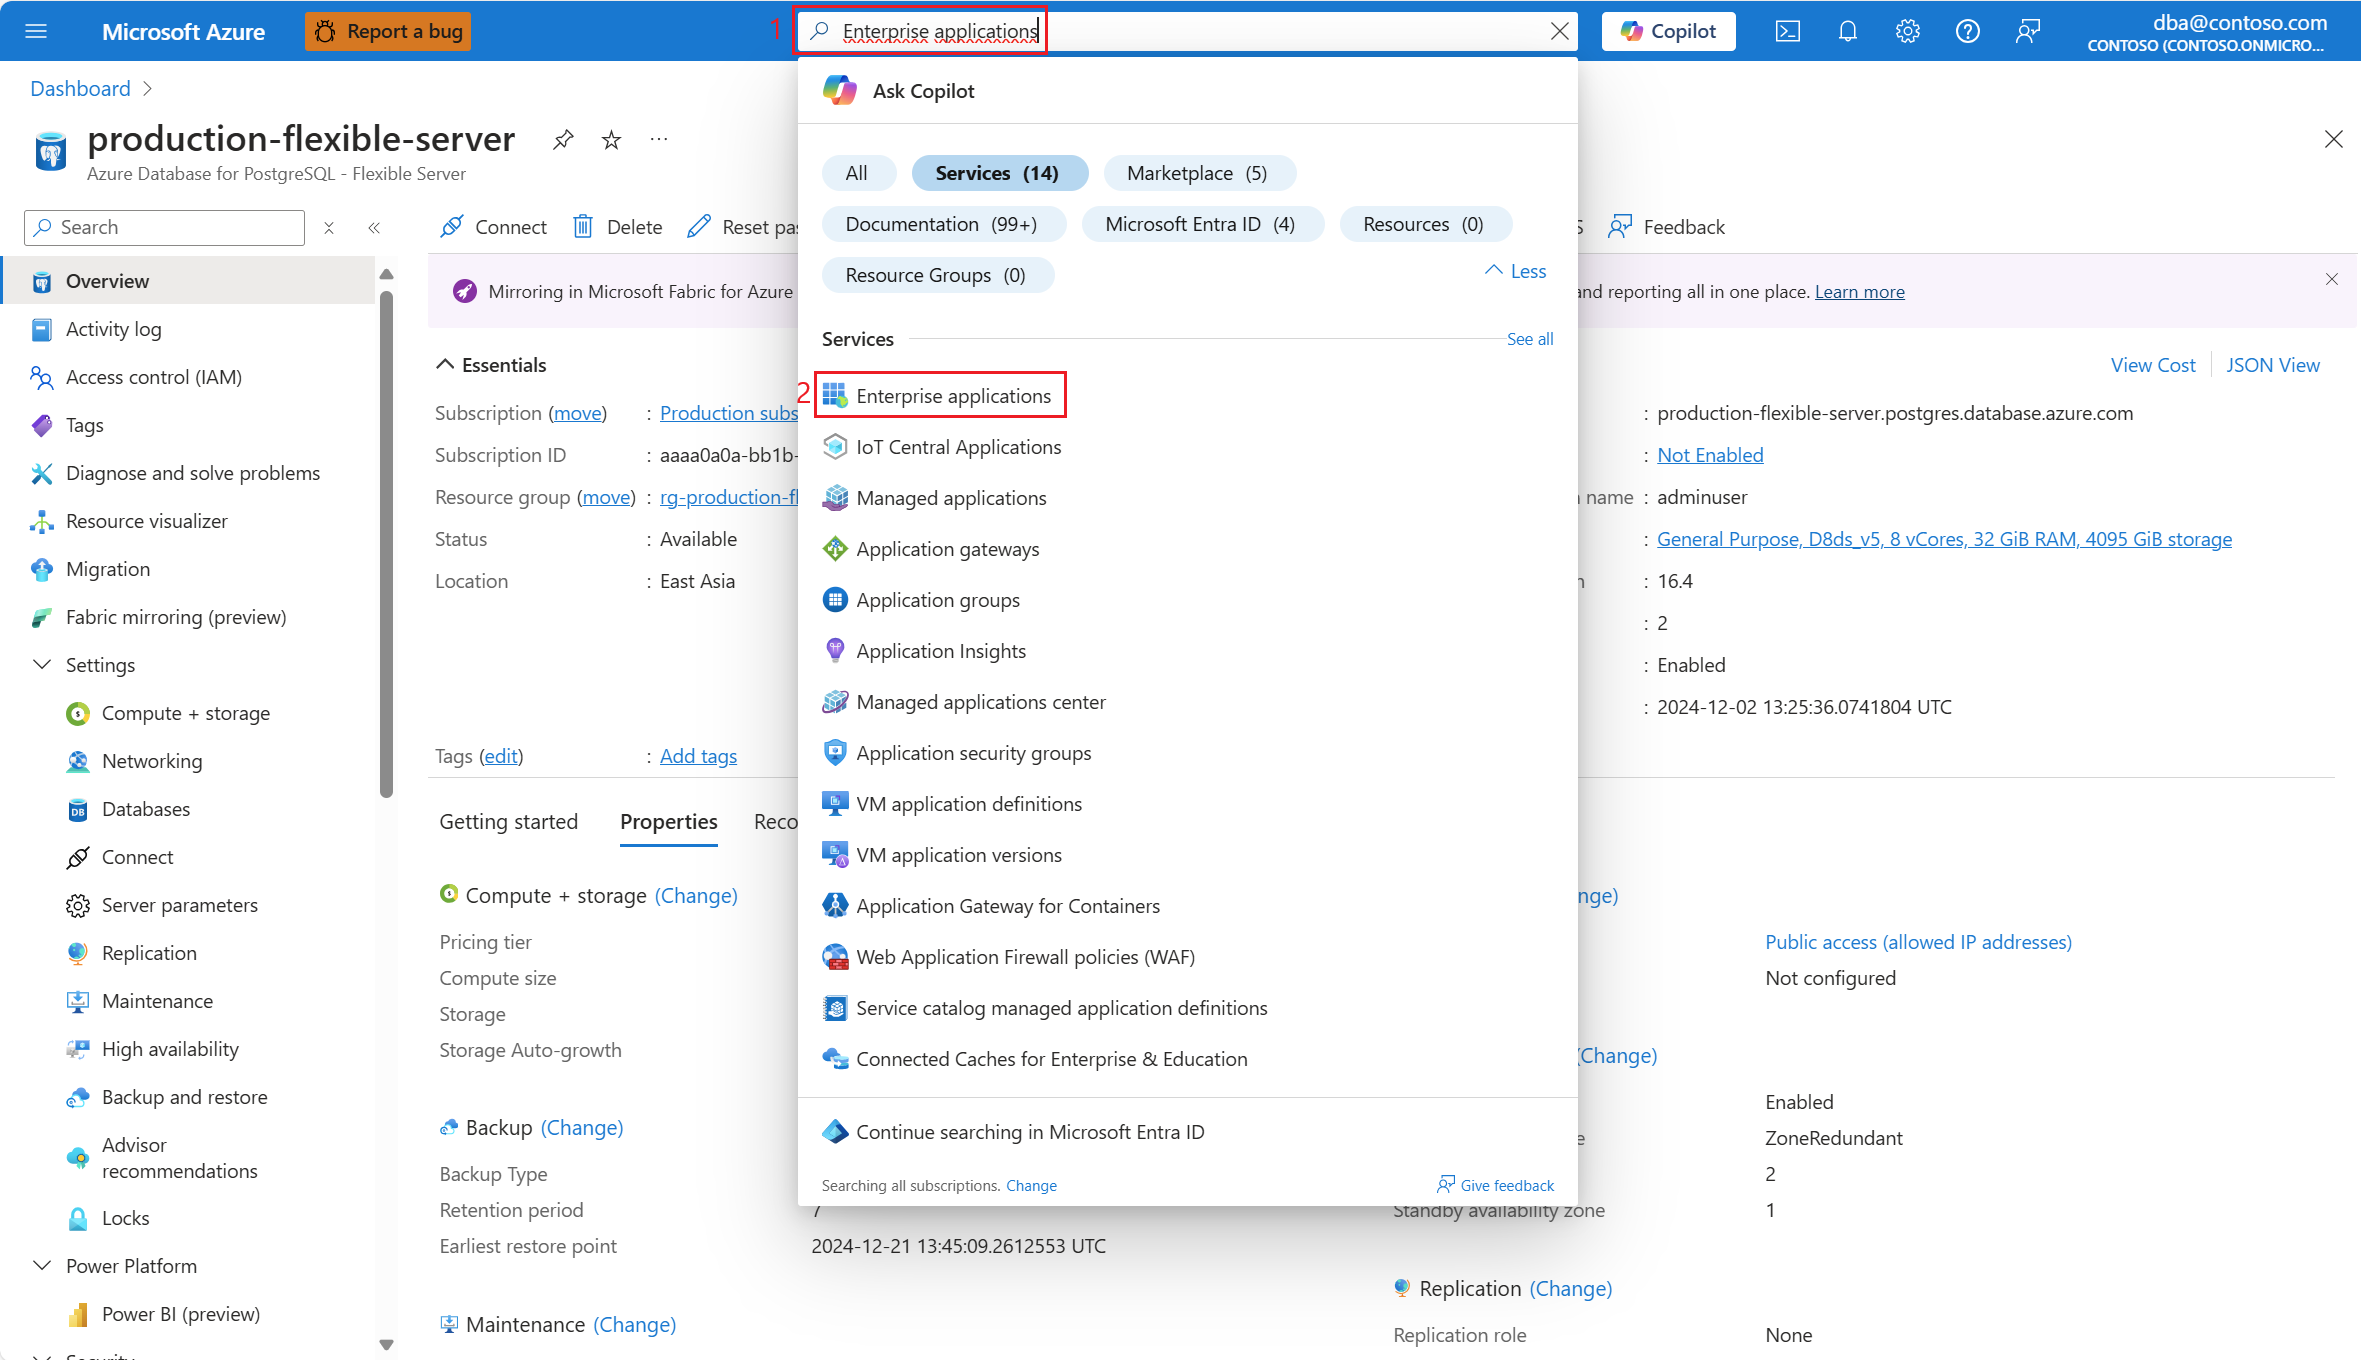 Microsoft Azure
Report a bug
1
Enterprise applications
Copilot
dba@contoso.com
CONTOSO (CONTOSO.ONMICRO...
Dashboard
production-flexible-server
Azure Database for PostgreSQL - Flexible Server
Search
Connect
Delete
Reset pas
Feedback
Ask Copilot
All
Services (14)
Marketplace (5)
Documentation (99+)
Microsoft Entra ID (4)
Resources (0)
Resource Groups (0)
Less
Services
See all
2
Enterprise applications
IoT Central Applications
Managed applications
Application gateways
Application groups
Application Insights
Managed applications center
Application security groups
VM application definitions
VM application versions
Application Gateway for Containers
Web Application Firewall policies (WAF)
Service catalog managed application definitions
Connected Caches for Enterprise & Education
Continue searching in Microsoft Entra ID
Searching all subscriptions. Change
Give feedback
Overview
Activity log
Access control (IAM)
Tags
Diagnose and solve problems
Resource visualizer
Migration
Fabric mirroring (preview)
Settings
Compute + storage
Networking
DB Databases
Connect
Server parameters
Replication
Maintenance
High availability
Backup and restore
Advisor
recommendations
Locks
Power Platform
Power BI (preview)
Security
Mirroring in Microsoft Fabric for Azure
and reporting all in one place. Learn more
Essentials
View Cost
JSON View
Subscription (move) : Production subs
Subscription ID : aaaa0a0a-bb1b-
Resource group (move) : rg-production-fl
Status : Available
Location : East Asia
Tags (edit) : Add tags
: production-flexible-server.postgres.database.azure.com
: Not Enabled
n name : adminuser
: General Purpose, D8ds_v5, 8 vCores, 32 GiB RAM, 4095 GiB storage
n : 16.4
: 2
: Enabled
: 2024-12-02 13:25:36.0741804 UTC
Getting started
Properties
Reco
Compute + storage (Change)
Pricing tier
Compute size
Storage
Storage Auto-growth
Backup (Change)
Backup Type
Retention period 7
Earliest restore point 2024-12-21 13:45:09.2612553 UTC
Maintenance (Change)
nge)
Public access (allowed IP addresses)
Not configured
(Change)
Enabled
e ZoneRedundant
2
Standby availability zone 1
Replication (Change)
Replication role None